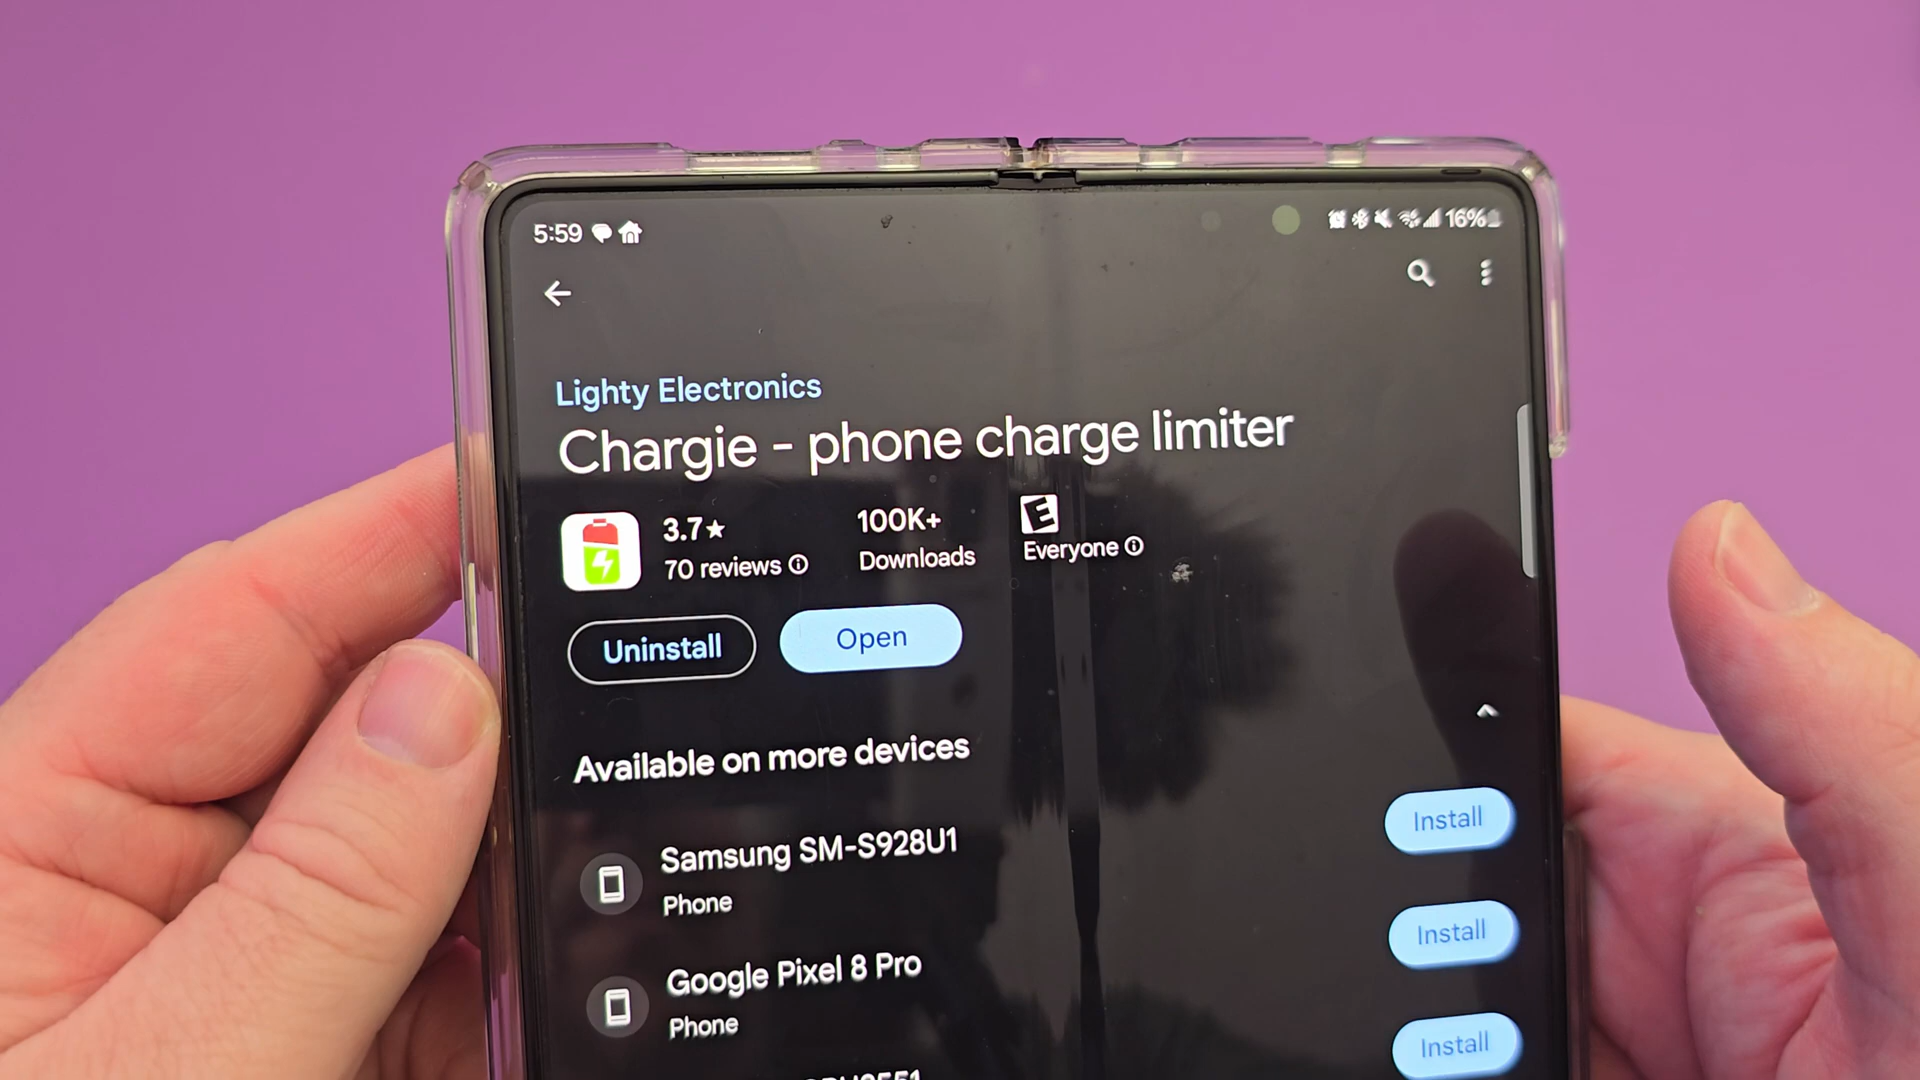 5:59
16%
Lighty Electronics
Chargie - phone charge limiter
3.7★
70 reviews
100K+
Downloads
E
Everyone
Uninstall
Open
Available on more devices
Samsung SM-S928U1
Phone
Install
Google Pixel 8 Pro
Phone
Install
Install